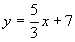 y = 5/3 x + 7